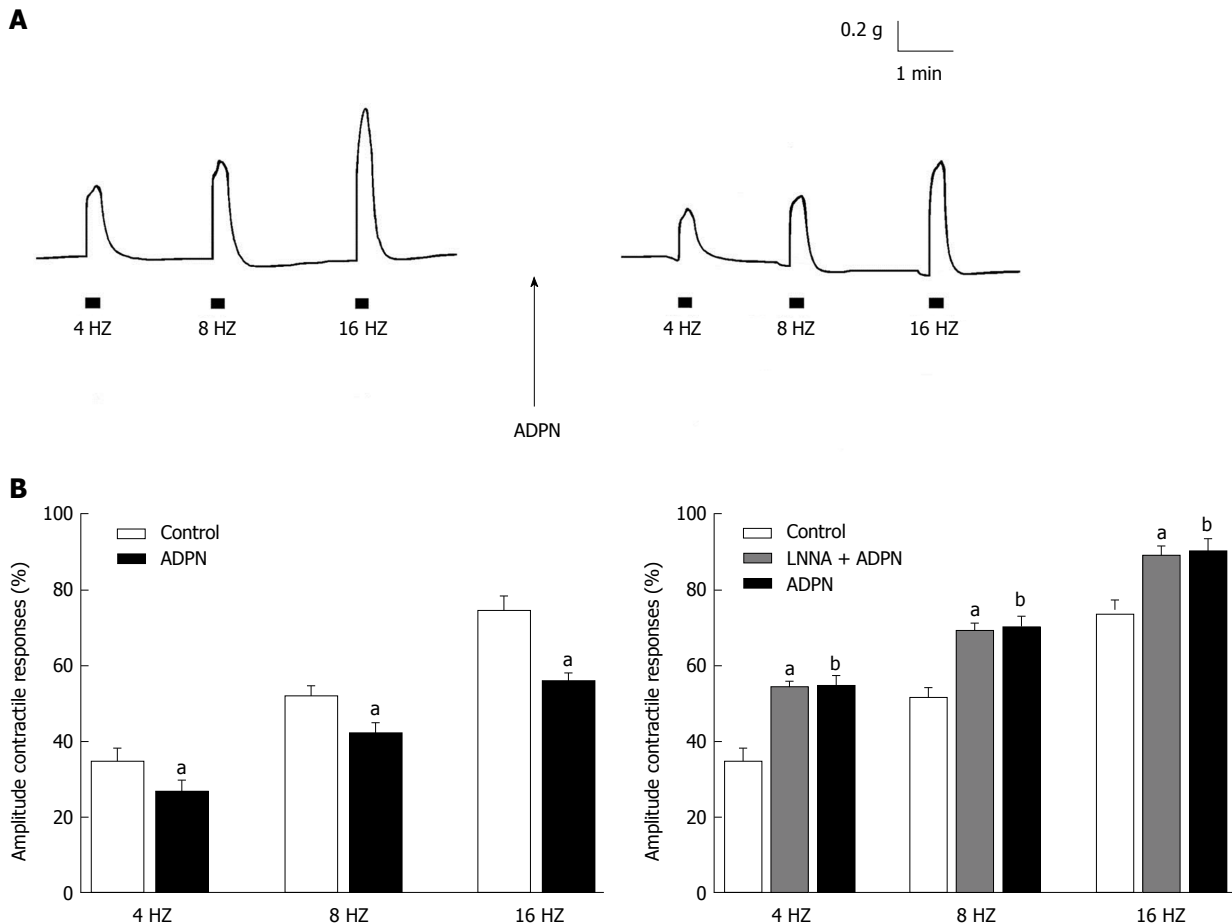 A
0.2 g
1 min
4 HZ
8 HZ
16 HZ
ADPN
4 HZ
8 HZ
16 HZ
B
Amplitude contractile responses (%)
100
80
60
40
20
0
Control
ADPN
a
a
a
4 HZ
8 HZ
16 HZ
Amplitude contractile responses (%)
100
80
60
40
20
0
Control
LNNA + ADPN
ADPN
a
b
a
b
a
b
4 HZ
8 HZ
16 HZ